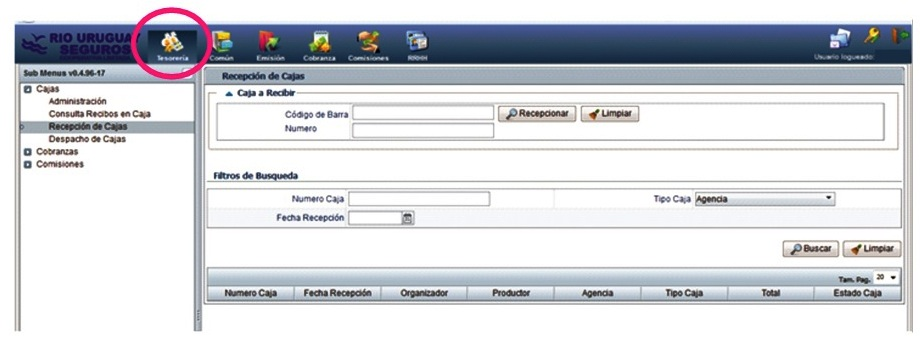 RIO URUGUAY
SEGUROS
Tesorería
Común
Emisión
Cobranza
Comisiones
RRHH
Usuario logueado:
Sub Menus v0.4.96-17
Cajas
Administración
Consulta Recibos en Caja
Recepción de Cajas
Despacho de Cajas
Cobranzas
Comisiones
Recepción de Cajas
Caja a Recibir
Código de Barra
Recepcionar
Limpiar
Numero
Filtros de Busqueda
Numero Caja
Tipo Caja Agencia
Fecha Recepción
Buscar
Limpiar
Tam. Pag. 20
Numero Caja Fecha Recepción Organizador Productor Agencia Tipo Caja Total Estado Caja